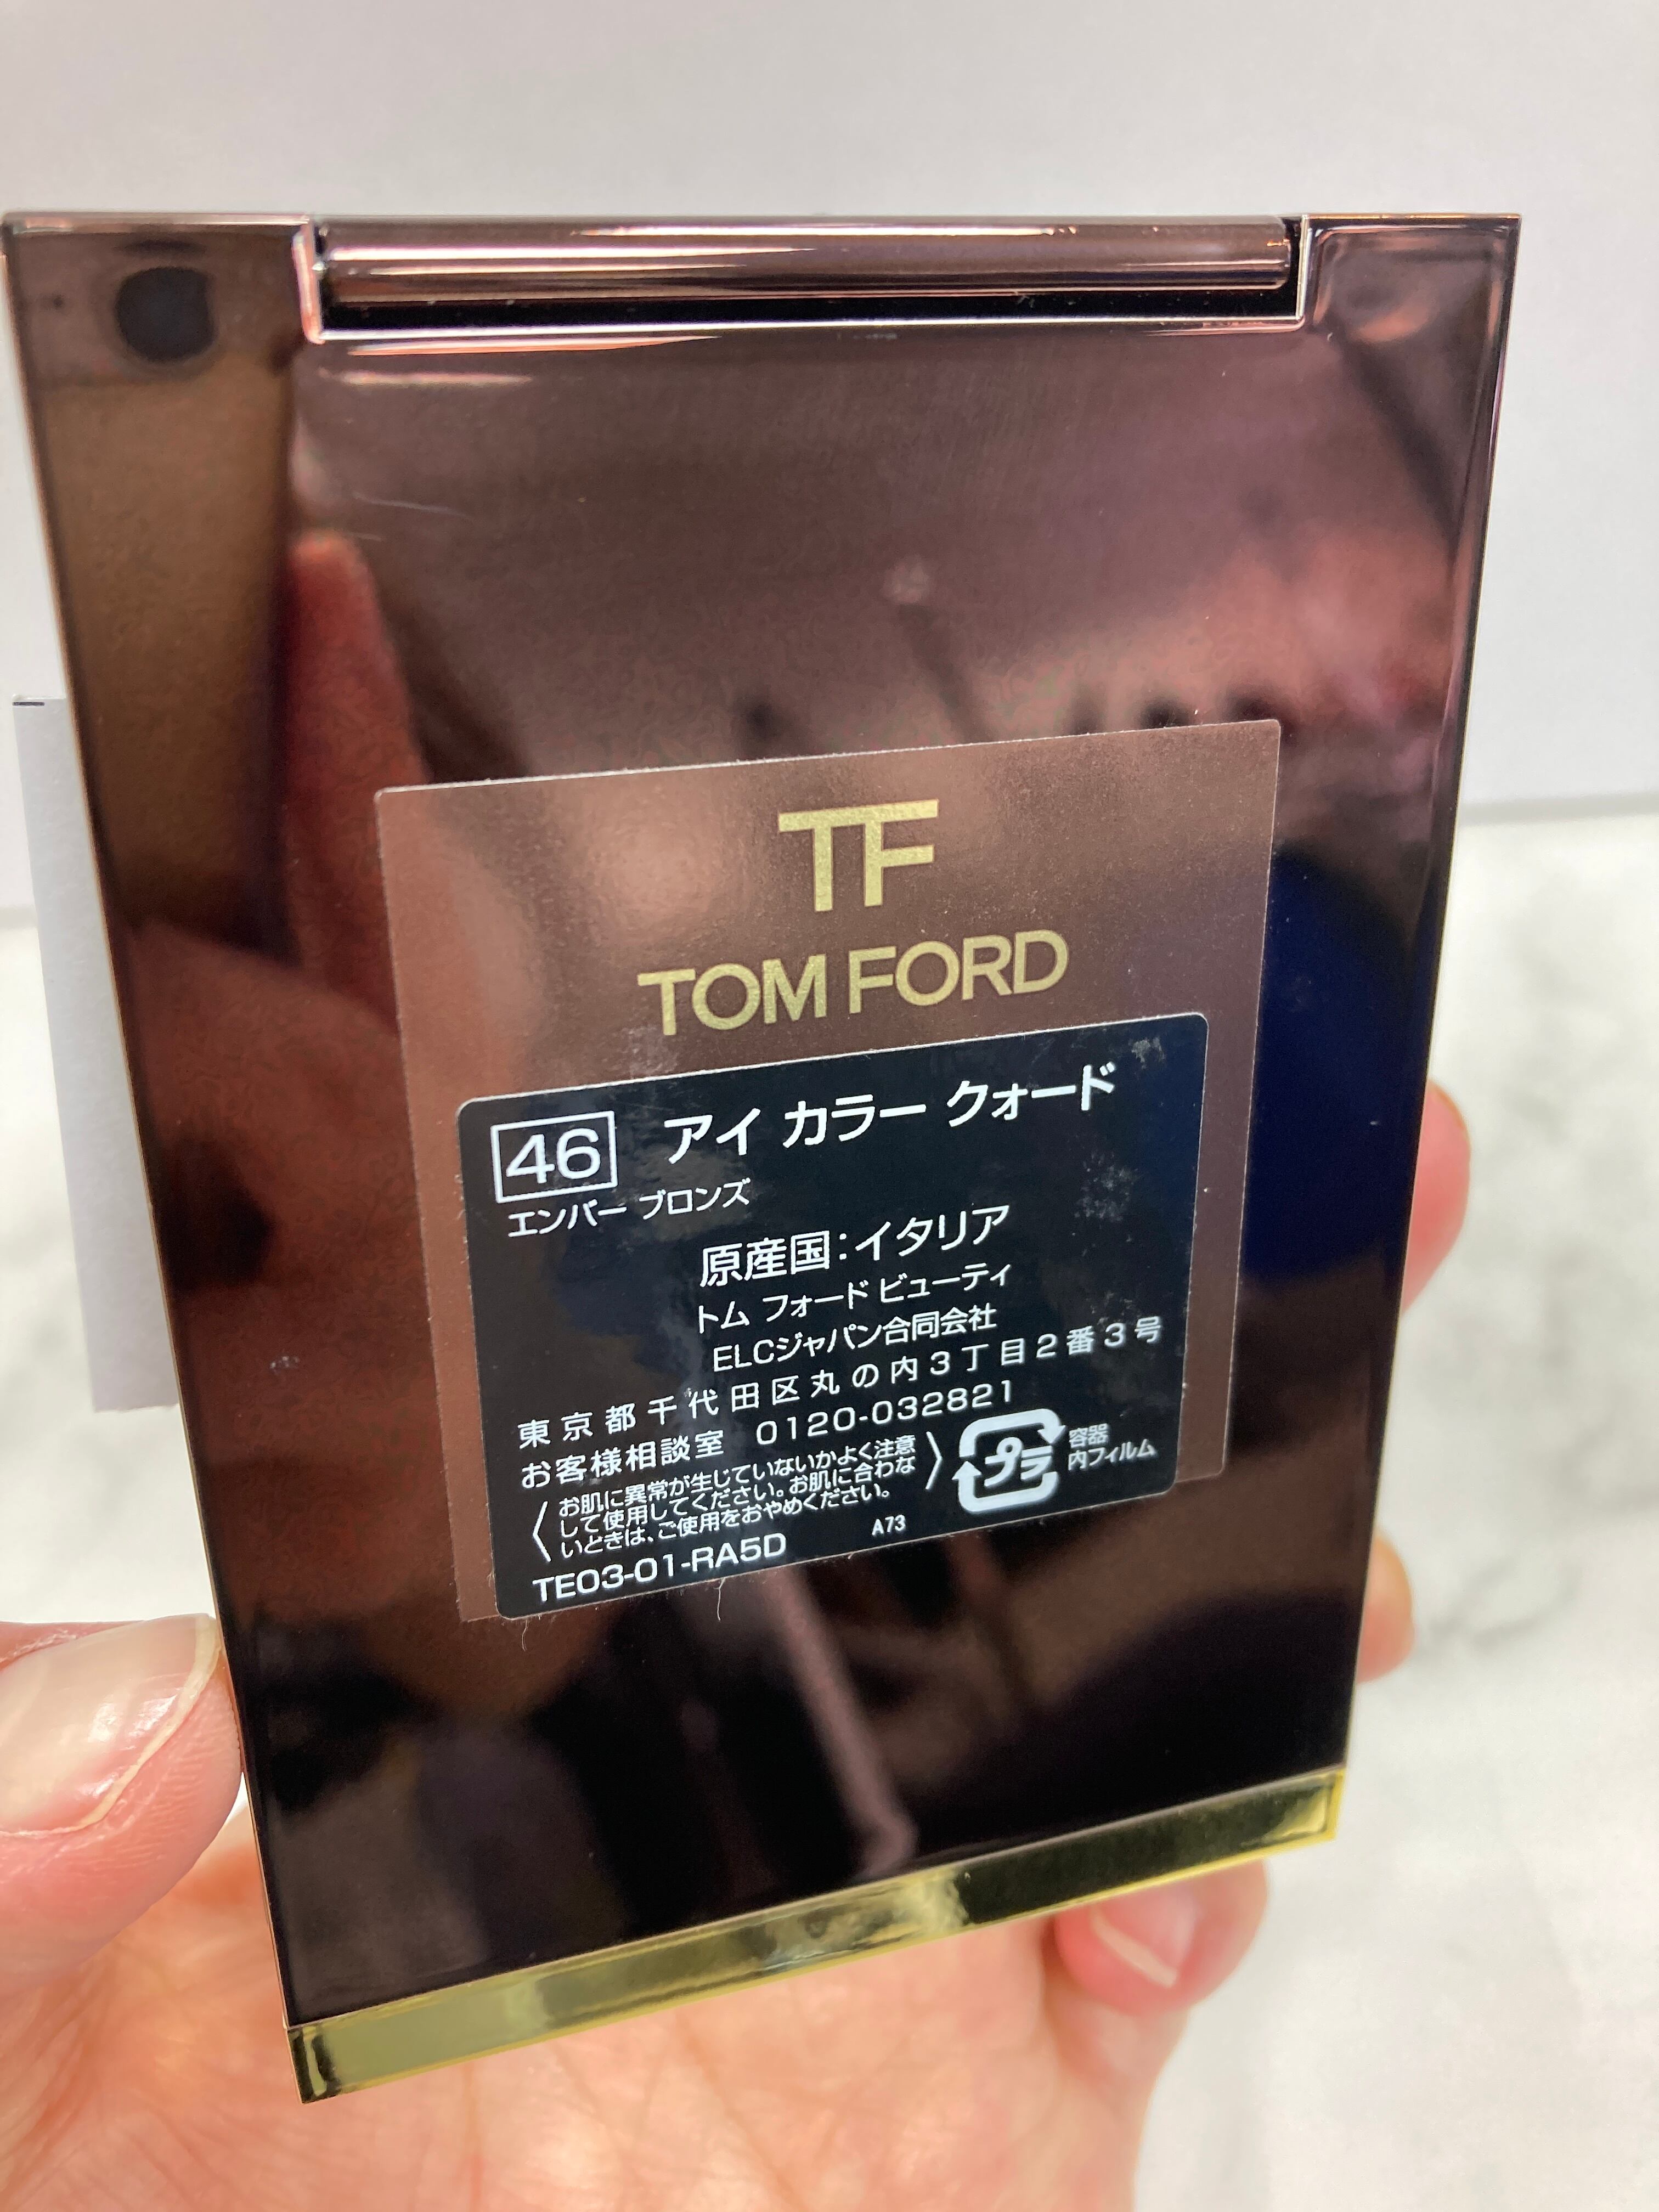 TF
TOM FORD
46 アイ カラー クォード
エンバー ブロンズ
原産国:イタリア
トム フォード ビューティ
ELCジャパン合同会社
東京都千代田区丸の内3丁目2番3号
お客様相談室 0120-032821
お肌に異常が生じていないかよく注意
して使用してください。お肌に合わな
いときは、ご使用をおやめください。
プラ
容器
内フィルム
TE03-01-RA5D
A73